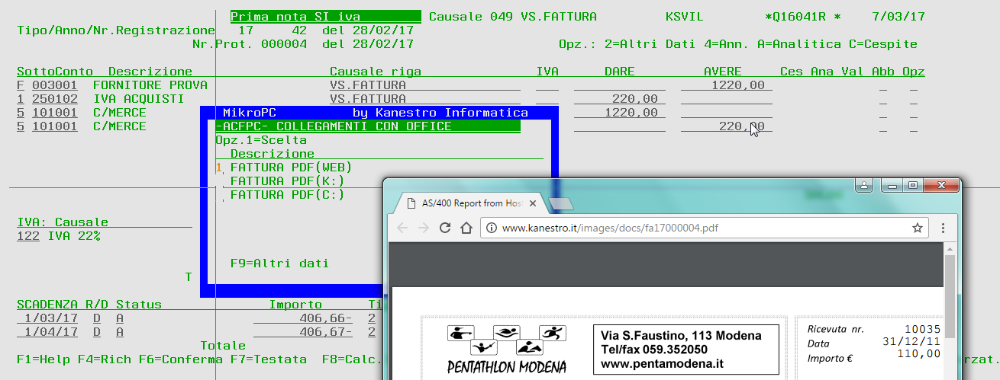 Prima nota SI iva Causale 049 VS.FATTURA KSVIL *Q16041R * 7/03/17
Tipo/Anno/Nr.Registrazione 17 42 del 28/02/17
Nr.Prot. 000004 del 28/02/17 Opz.: 2=Altri Dati 4=Ann. A=Analitica C=Cespite
SottoConto Descrizione Causale riga IVA DARE AVERE Ces Ana Val Abb Opz
F 003001 FORNITORE PROVA VS.FATTURA 1220,00
1 250102 IVA ACQUISTI VS.FATTURA 220,00
5 101001 C/MERCE 1220,00
5 101001 C/MERCE 220,00
MikroPC by Kanestro Informatica
-ACFPC- COLLEGAMENTI CON OFFICE
Opz.1=Scelta
Descrizione
1 FATTURA PDF(WEB)
FATTURA PDF(K:)
FATTURA PDF(C:)
F9=Altri dati
IVA: Causale
122 IVA 22%
T
SCADENZA R/D Status Importo Ti
1/03/17 D A 406,66- 2
1/04/17 D A 406,67- 2
Totale
F1=Help F4=Rich F6=Conferma F7=Testata F8=Calc.
rzat.
AS/400 Report from Hos
www.kanestro.it/images/docs/fa17000004.pdf
PENTATHLON MODENA
Via S.Faustino, 113 Modena
Tel/fax 059.352050
www.pentamodena.it
Ricevuta nr. 10035
Data 31/12/11
Importo € 110,00